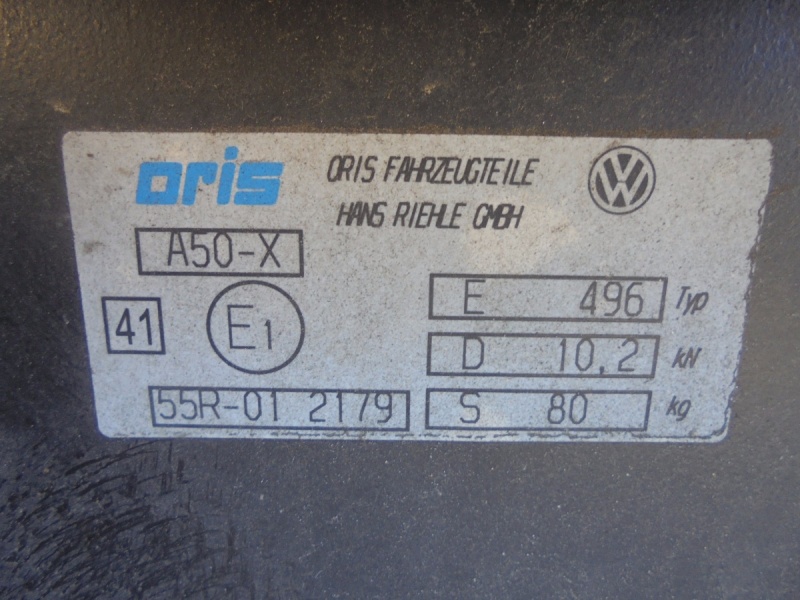 oris
ORIS FAHRZEUGTEILE
HANS RIEHLE GMBH
VW
A50-X
41
E1
55R-01 2179
E 496 Typ
D 10,2 kN
S 80 kg